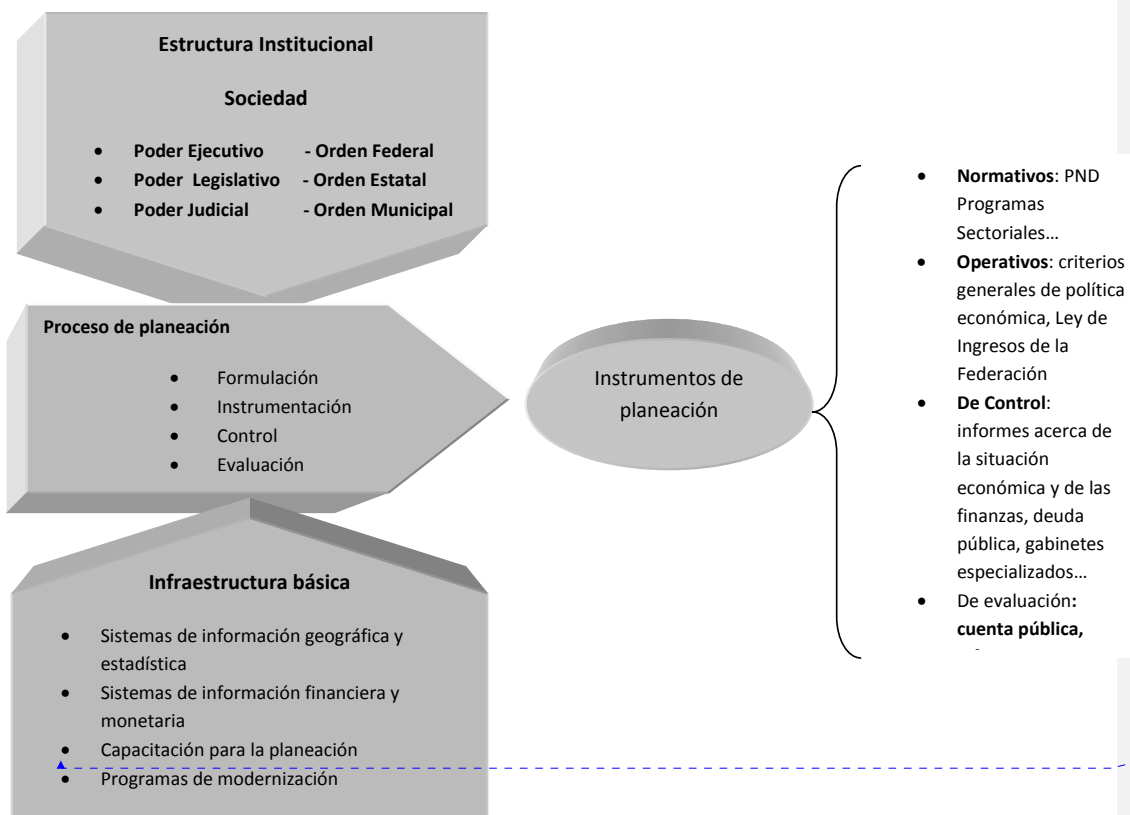 Estructura Institucional
Sociedad
• Poder Ejecutivo - Orden Federal
• Poder Legislativo - Orden Estatal
• Poder Judicial - Orden Municipal
Proceso de planeación
• Formulación
• Instrumentación
• Control
• Evaluación
Instrumentos de
planeación
• Normativos: PND
Programas
Sectoriales...
• Operativos: criterios
generales de política
económica, Ley de
Ingresos de la
Federación
• De Control:
informes acerca de
la situación
económica y de las
finanzas, deuda
pública, gabinetes
especializados...
• De evaluación:
cuenta pública,
Infraestructura básica
• Sistemas de información geográfica y
estadística
• Sistemas de información financiera y
monetaria
• Capacitación para la planeación
• Programas de modernización